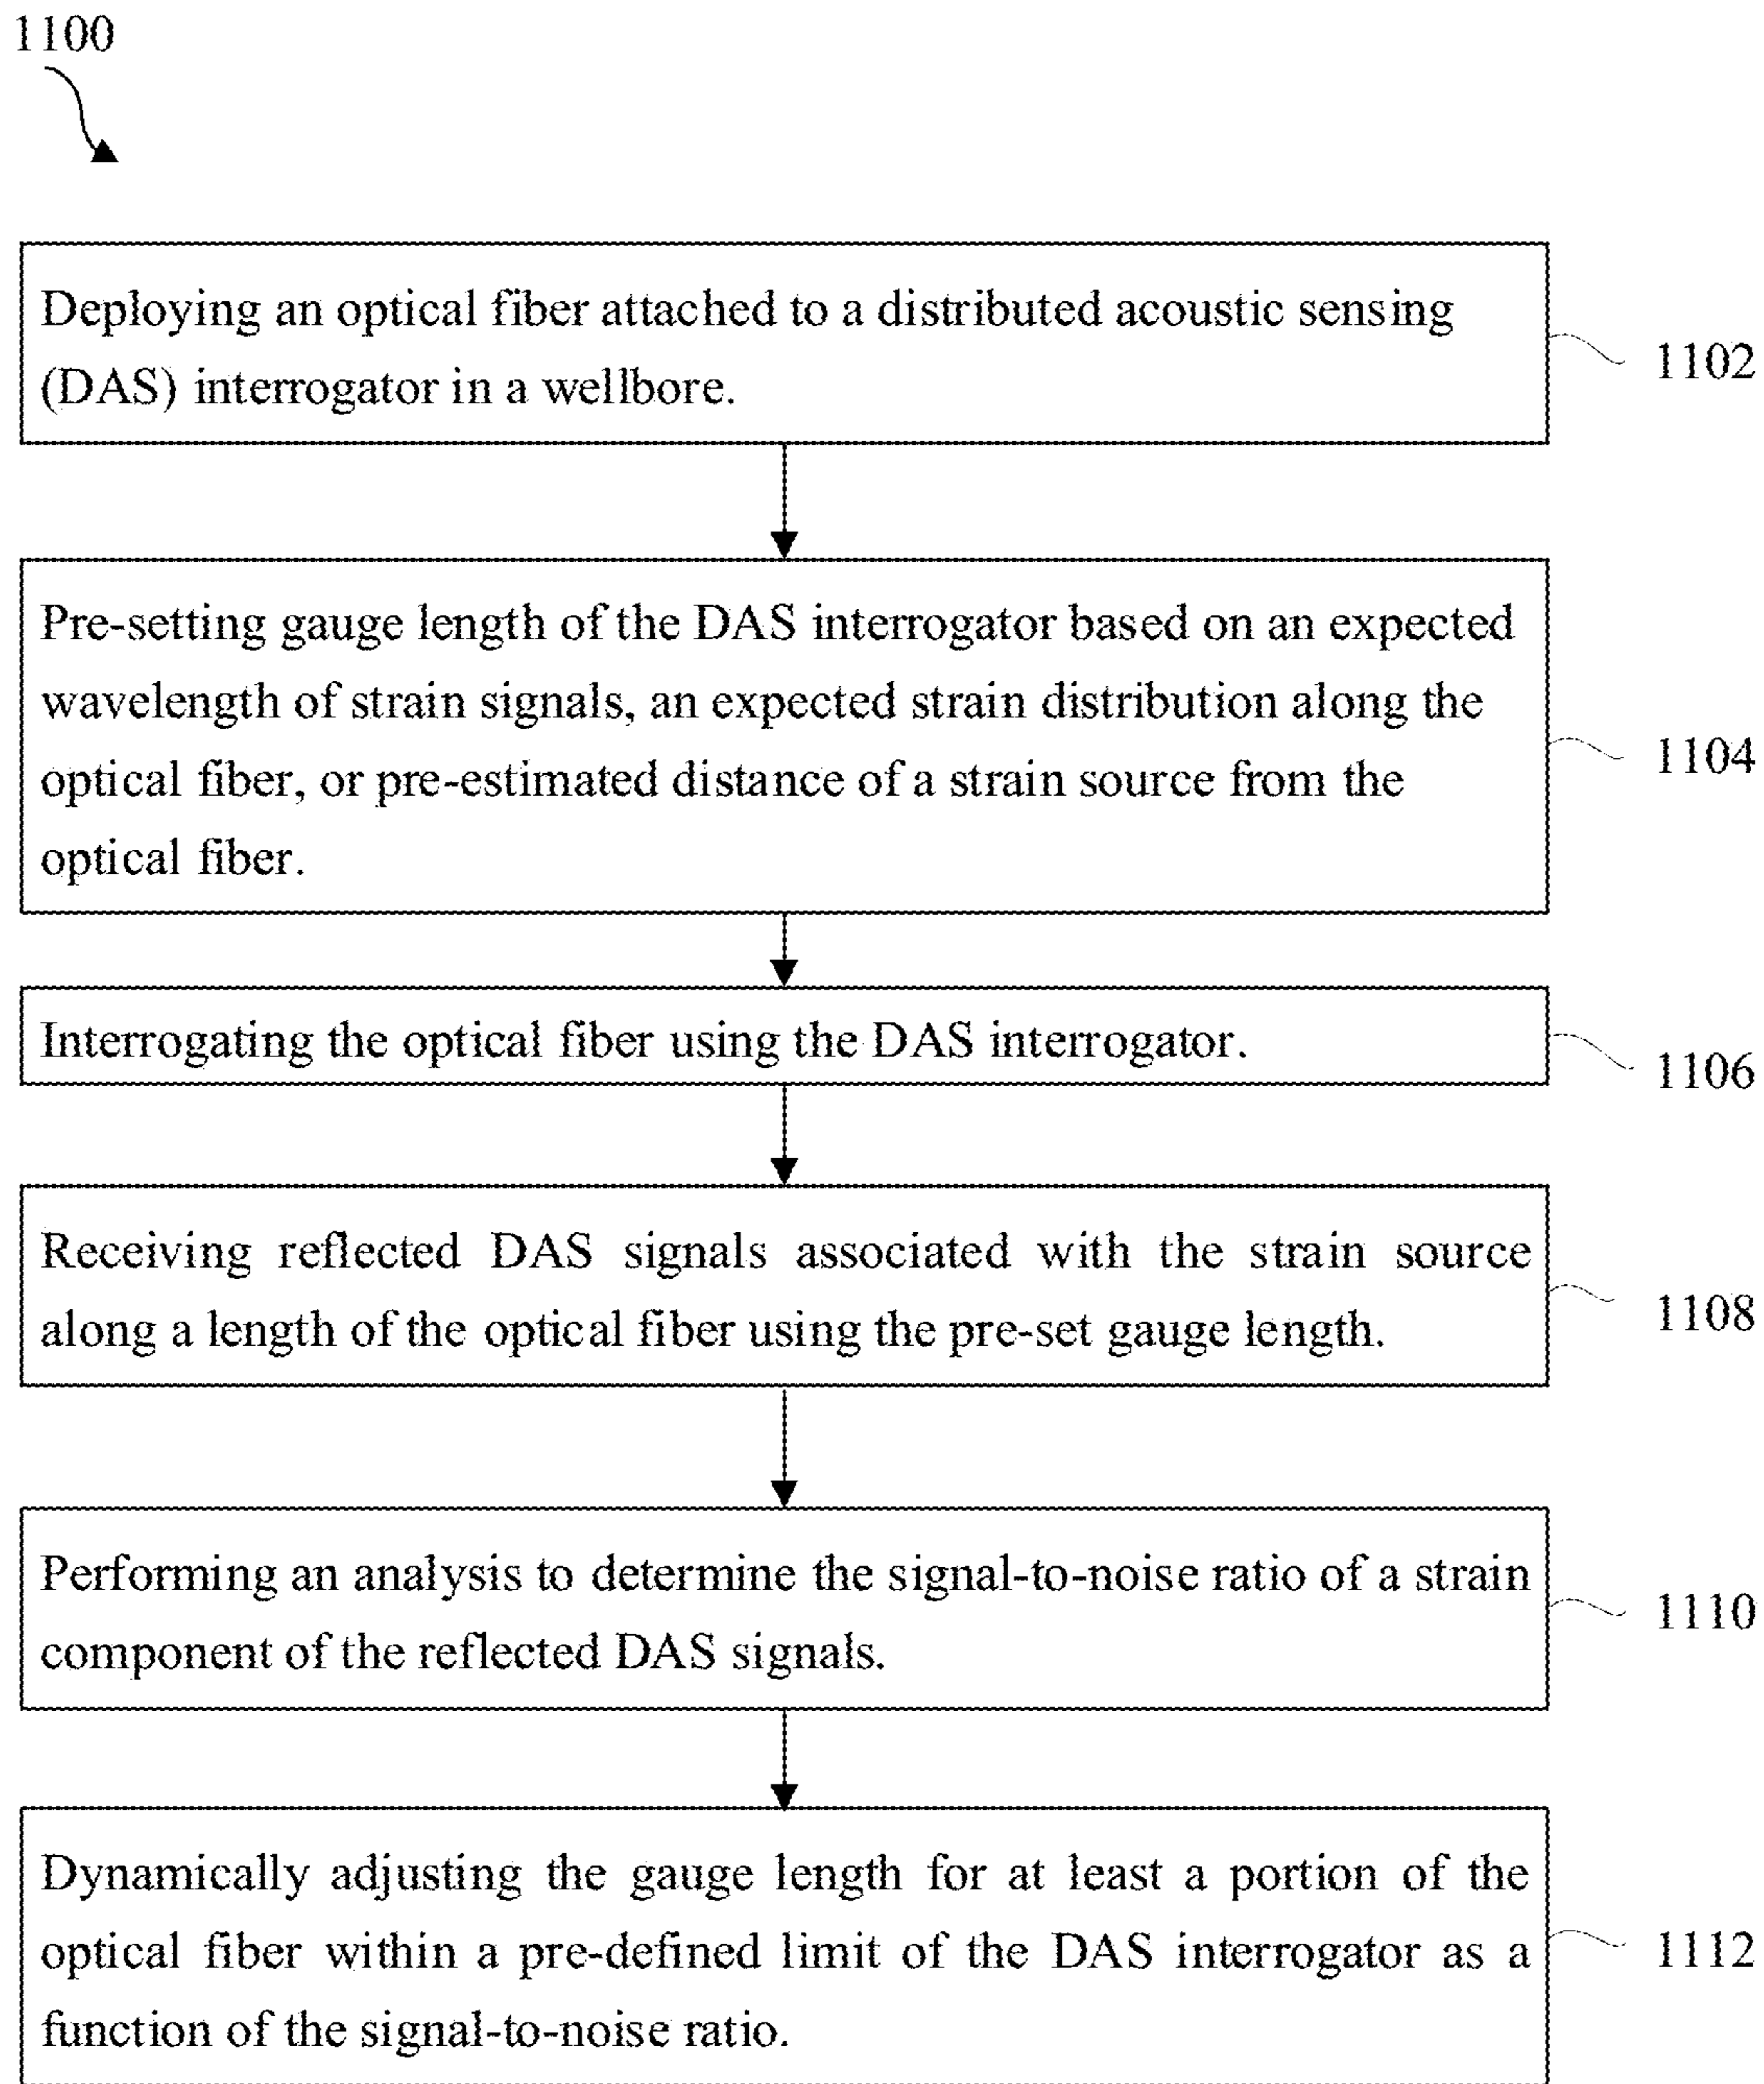 1100
Deploying an optical fiber attached to a distributed acoustic sensing
(DAS) interrogator in a wellbore.
1102
Pre-setting gauge length of the DAS interrogator based on an expected
wavelength of strain signals, an expected strain distribution along the
optical fiber, or pre-estimated distance of a strain source from the
optical fiber.
1104
Interrogating the optical fiber using the DAS interrogator.
1106
Receiving reflected DAS signals associated with the strain source
along a length of the optical fiber using the pre-set gauge length.
1108
Performing an analysis to determine the signal-to-noise ratio of a strain
component of the reflected DAS signals.
1110
Dynamically adjusting the gauge length for at least a portion of the
optical fiber within a pre-defined limit of the DAS interrogator as a
function of the signal-to-noise ratio.
1112